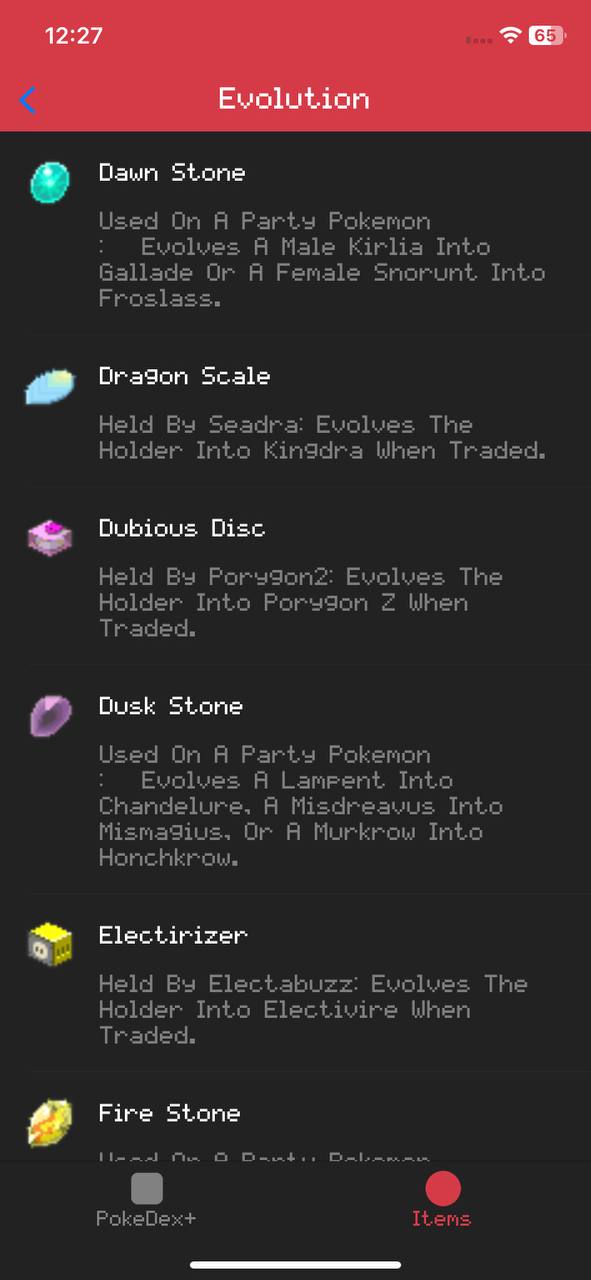 12:27
65
Evolution
Dawn Stone
Used On A Party Pokemon
: Evolves A Male Kirlia Into
Gallade Or A Female Snorunt Into
Froslass.
Dragon Scale
Held By Seadra: Evolves The
Holder Into Kingdra When Traded.
Dubious Disc
Held By Porygon2: Evolves The
Holder Into Porygon Z When
Traded.
Dusk Stone
Used On A Party Pokemon
: Evolves A Lampent Into
Chandelure, A Misdreavus Into
Mismagius, Or A Murkrow Into
Honchkrow.
Electirizer
Held By Electabuzz: Evolves The
Holder Into Electivire When
Traded.
Fire Stone
Used On A Party Pokemon
PokeDex+
Items